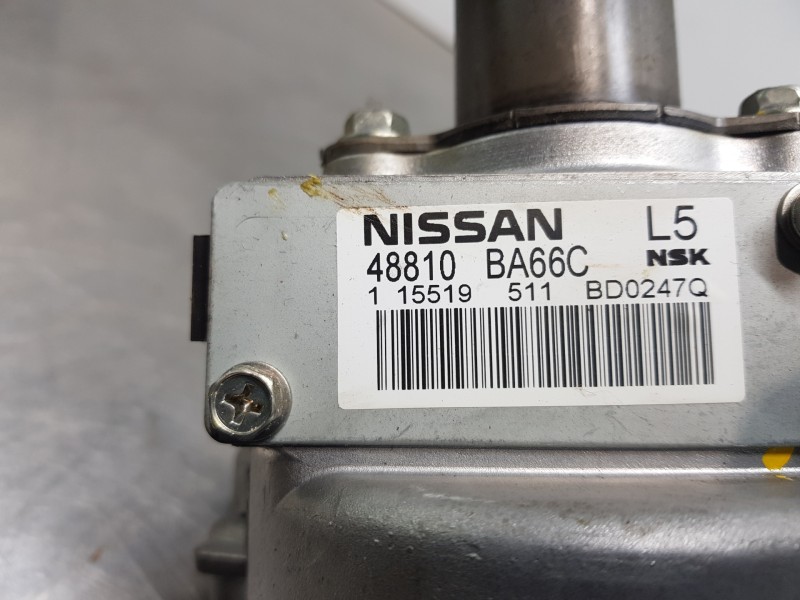 NISSAN L5
48810 BA66C NSK
1 15519 511 BD0247Q